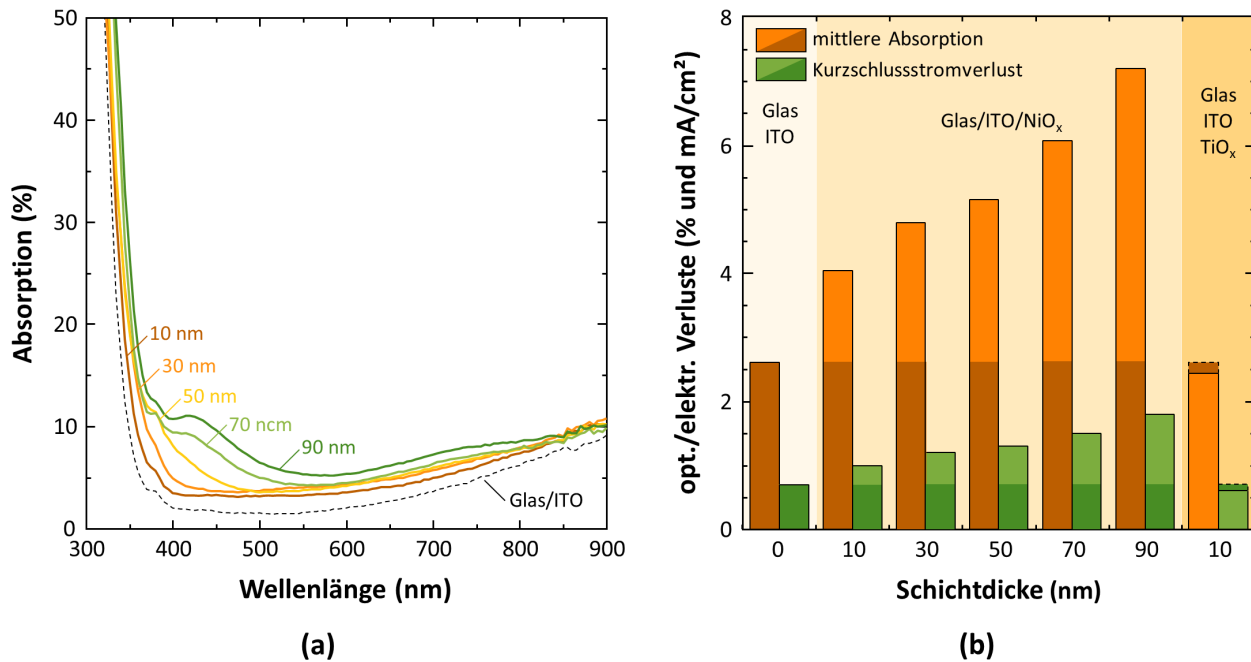 50
40
30
20
10
0
Absorption (%)
10 nm
30 nm
50 nm
70 ncm
90 nm
Glas/ITO
300 400 500 600 700 800 900
Wellenlänge (nm)
(a)
8
6
4
2
0
opt./elektr. Verluste (% und mA/cm²)
mittlere Absorption
Kurzschlussstromverlust
Glas
ITO
Glas/ITO/NiOₓ
Glas
ITO
TiOₓ
0 10 30 50 70 90 10
Schichtdicke (nm)
(b)